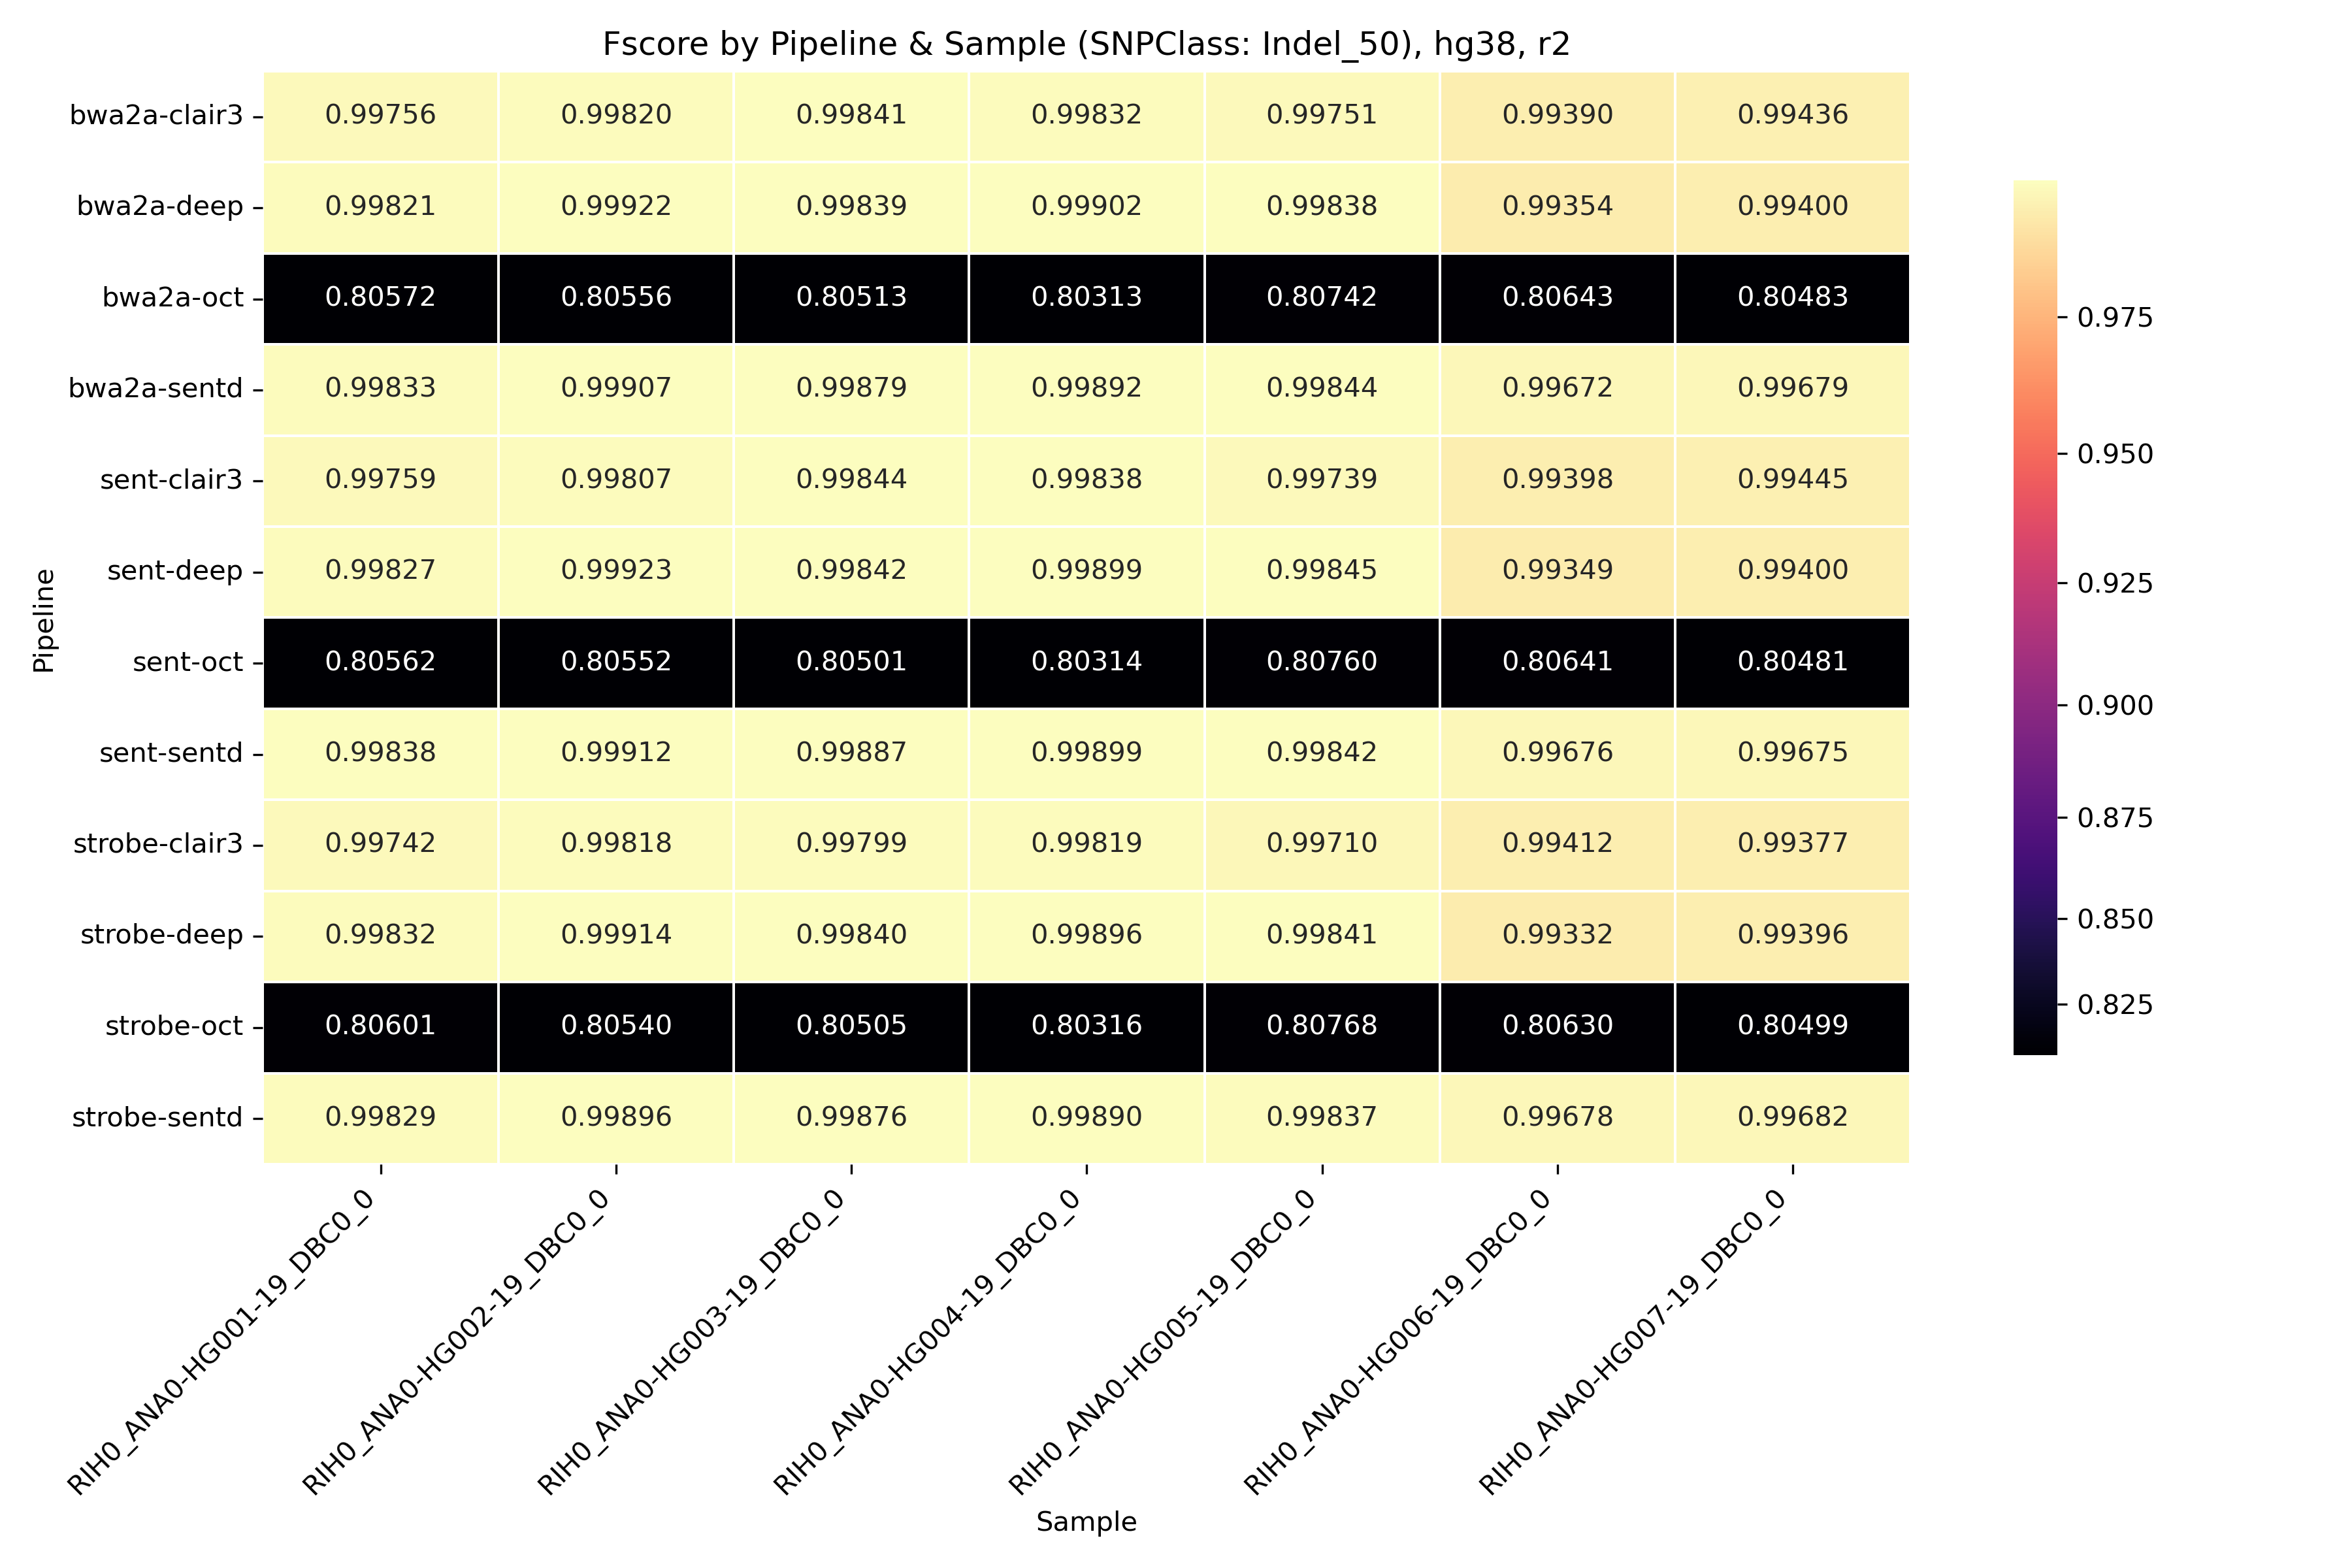 Fscore by Pipeline & Sample (SNPClass: Indel_50), hg38, r2
bwa2a-clair3 0.99756 0.99820 0.99841 0.99832 0.99751 0.99390 0.99436
bwa2a-deep 0.99821 0.99922 0.99839 0.99902 0.99838 0.99354 0.99400
bwa2a-oct 0.80572 0.80556 0.80513 0.80313 0.80742 0.80643 0.80483
bwa2a-sentd 0.99833 0.99907 0.99879 0.99892 0.99844 0.99672 0.99679
sent-clair3 0.99759 0.99807 0.99844 0.99838 0.99739 0.99398 0.99445
sent-deep 0.99827 0.99923 0.99842 0.99899 0.99845 0.99349 0.99400
sent-oct 0.80562 0.80552 0.80501 0.80314 0.80760 0.80641 0.80481
sent-sentd 0.99838 0.99912 0.99887 0.99899 0.99842 0.99676 0.99675
strobe-clair3 0.99742 0.99818 0.99799 0.99819 0.99710 0.99412 0.99377
strobe-deep 0.99832 0.99914 0.99840 0.99896 0.99841 0.99332 0.99396
strobe-oct 0.80601 0.80540 0.80505 0.80316 0.80768 0.80630 0.80499
strobe-sentd 0.99829 0.99896 0.99876 0.99890 0.99837 0.99678 0.99682
Pipeline
RIH0_ANA0-HG001-19_DBC0_0
RIH0_ANA0-HG002-19_DBC0_0
RIH0_ANA0-HG003-19_DBC0_0
RIH0_ANA0-HG004-19_DBC0_0
RIH0_ANA0-HG005-19_DBC0_0
RIH0_ANA0-HG006-19_DBC0_0
RIH0_ANA0-HG007-19_DBC0_0
Sample
0.975
0.950
0.925
0.900
0.875
0.850
0.825